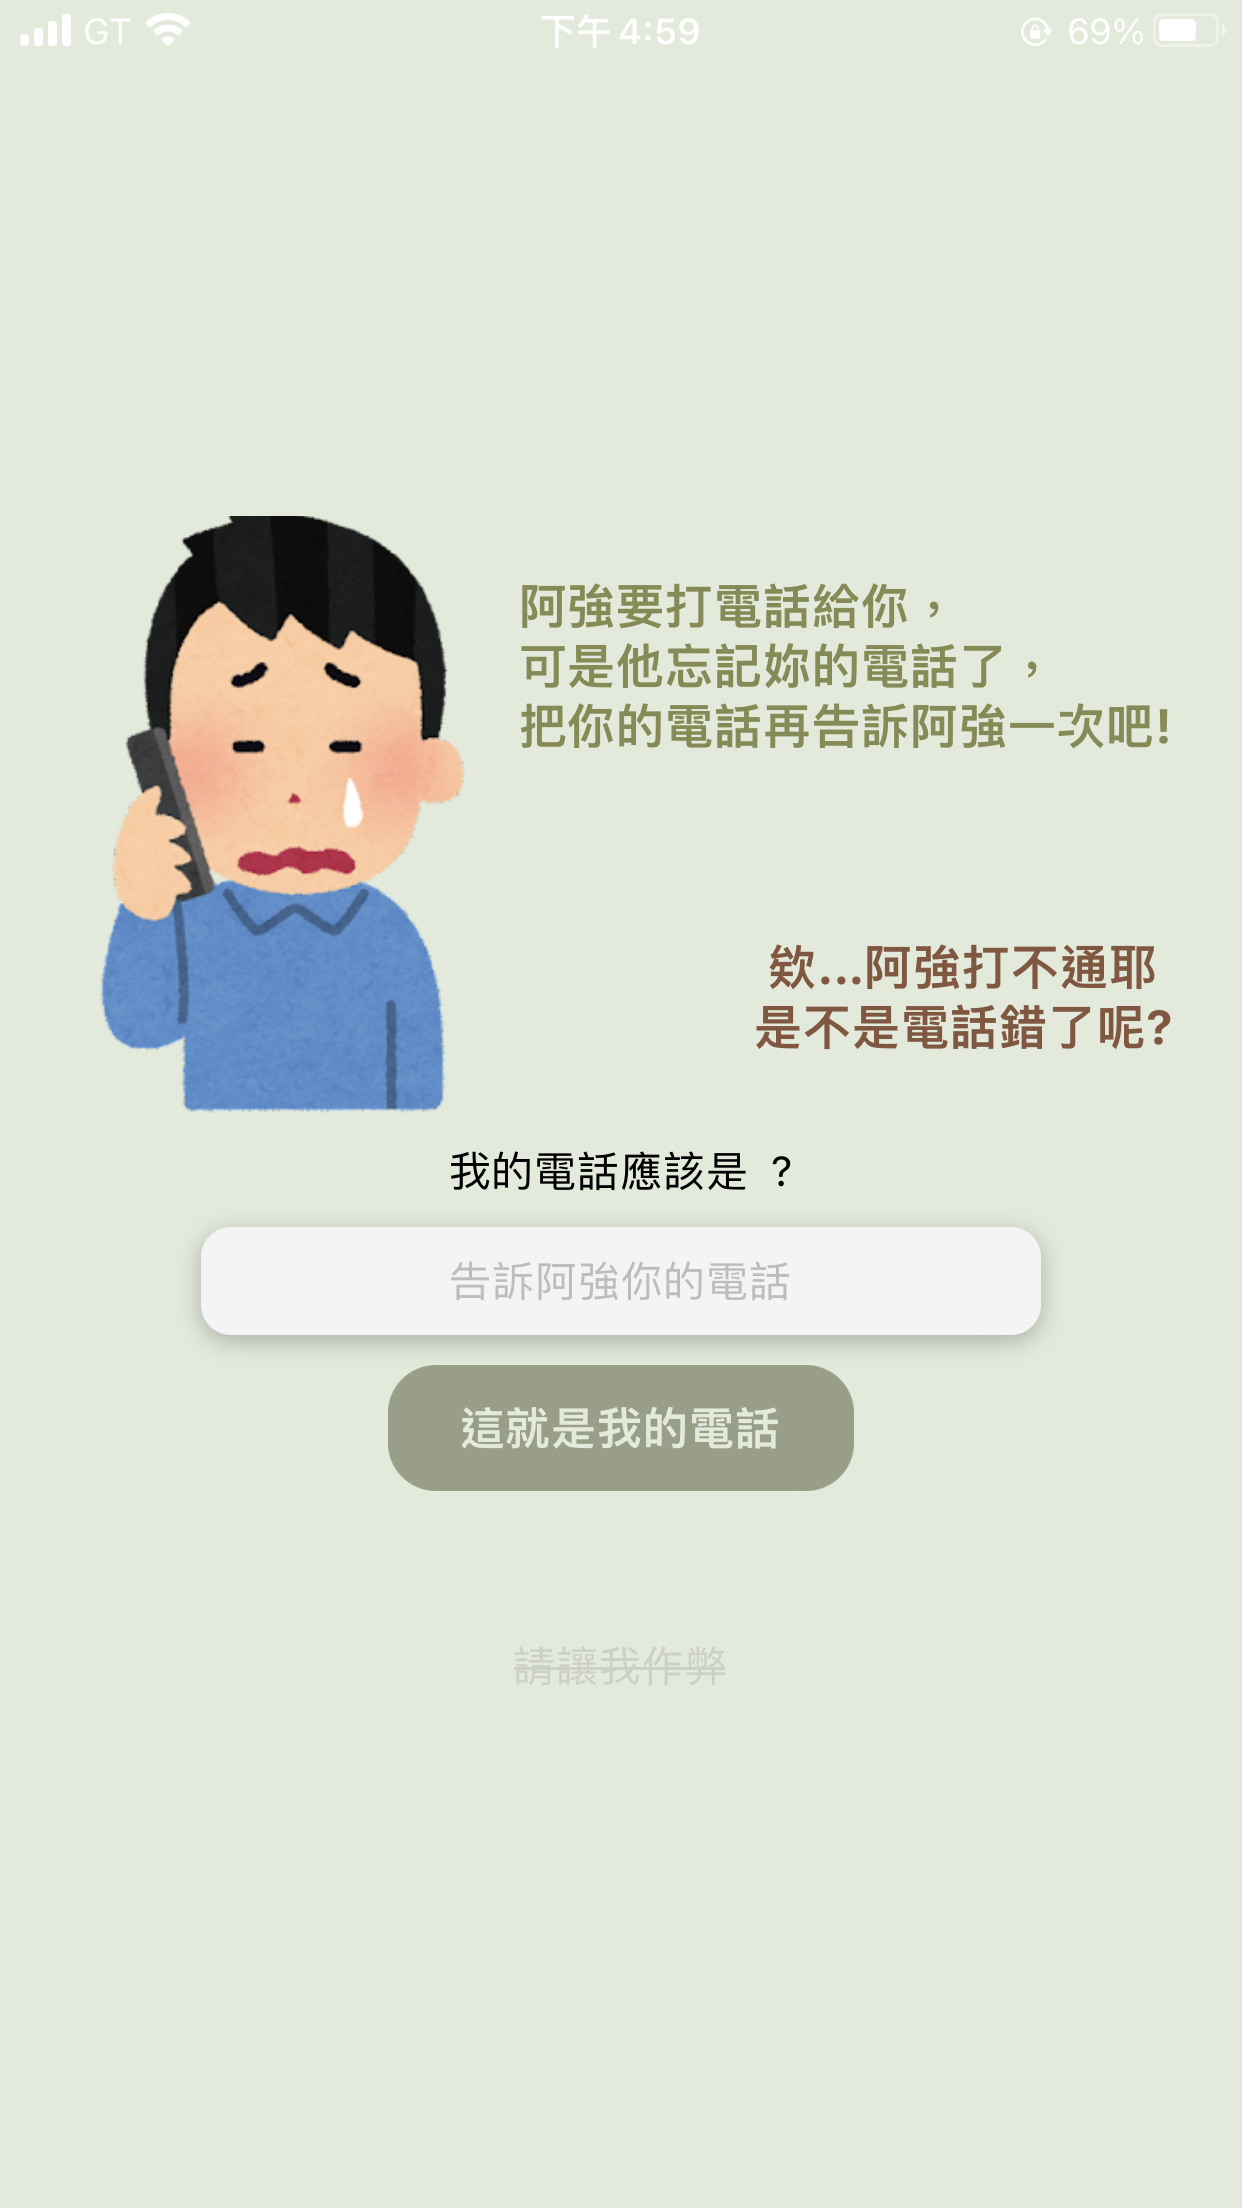 GT 下午4:59 69%
阿強要打電話給你，
可是他忘記妳的電話了，
把你的電話再告訴阿強一次吧!
欸...阿強打不通耶
是不是電話錯了呢?
我的電話應該是 ?
告訴阿強你的電話
這就是我的電話
請讓我作弊